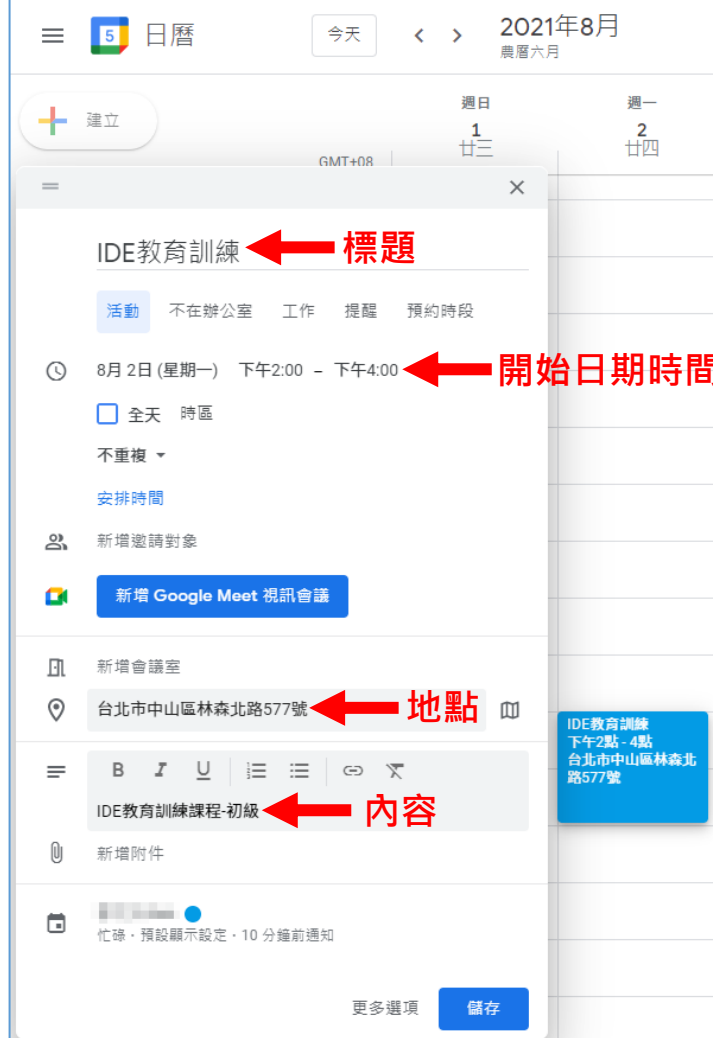 5 日曆 今天 2021年8月
農曆六月
建立
GMT+08
週日 週一
1 2
廿三 廿四
IDE教育訓練 標題
活動 不在辦公室 工作 提醒 預約時段
8月 2日 (星期一) 下午2:00 – 下午4:00 開始日期時間
全天 時區
不重複
安排時間
新增邀請對象
新增 Google Meet 視訊會議
新增會議室
台北市中山區林森北路577號 地點
B I U
IDE教育訓練課程-初級 內容
新增附件
忙碌・預設顯示設定・10 分鐘前通知
更多選項 儲存
IDE教育訓練
下午2點 - 4點
台北市中山區林森北
路577號